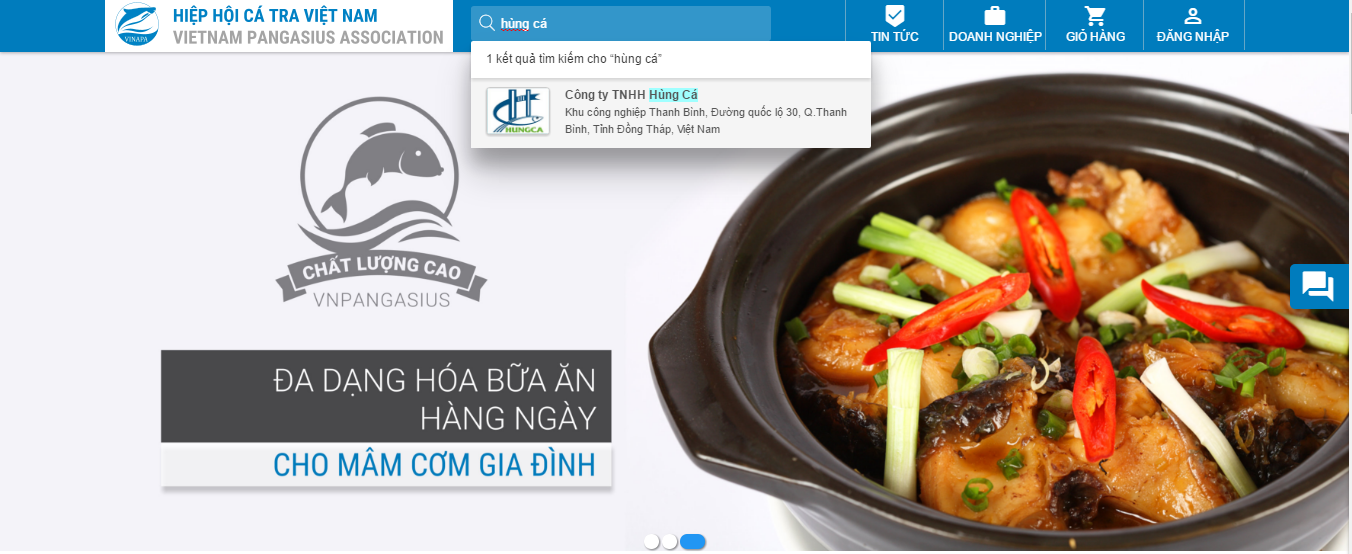 HIỆP HỘI CÁ TRA VIỆT NAM
VIETNAM PANGASIUS ASSOCIATION
VINAPA
hùng cá
TIN TỨC
DOANH NGHIỆP
GIỎ HÀNG
ĐĂNG NHẬP
1 kết quả tìm kiếm cho “hùng cá”
HUNGCA
Công ty TNHH Hùng Cá
Khu công nghiệp Thanh Bình, Đường quốc lộ 30, Q.Thanh
Bình, Tỉnh Đồng Tháp, Việt Nam
CHẤT LƯỢNG CAO
VNPANGASIUS
ĐA DẠNG HÓA BỮA ĂN
HÀNG NGÀY
CHO MÂM CƠM GIA ĐÌNH